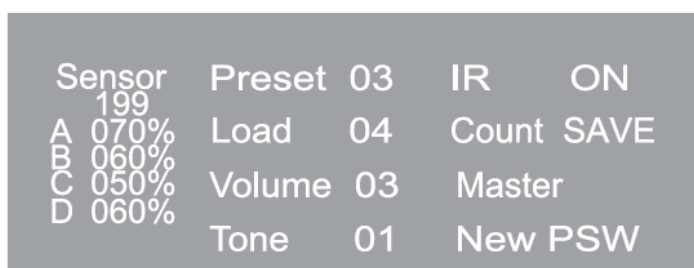 Sensor Preset 03 IR ON
199
A 070% Load 04 Count SAVE
B 060%
C 050% Volume 03 Master
D 060%
Tone 01 New PSW